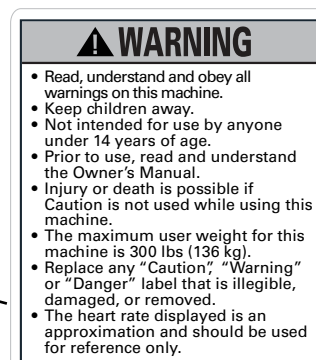 WARNING
• Read, understand and obey all
warnings on this machine.
• Keep children away.
• Not intended for use by anyone
under 14 years of age.
• Prior to use, read and understand
the Owner's Manual.
• Injury or death is possible if
Caution is not used while using this
machine.
• The maximum user weight for this
machine is 300 lbs (136 kg).
• Replace any “Caution”, “Warning”
or “Danger” label that is illegible,
damaged, or removed.
• The heart rate displayed is an
approximation and should be used
for reference only.